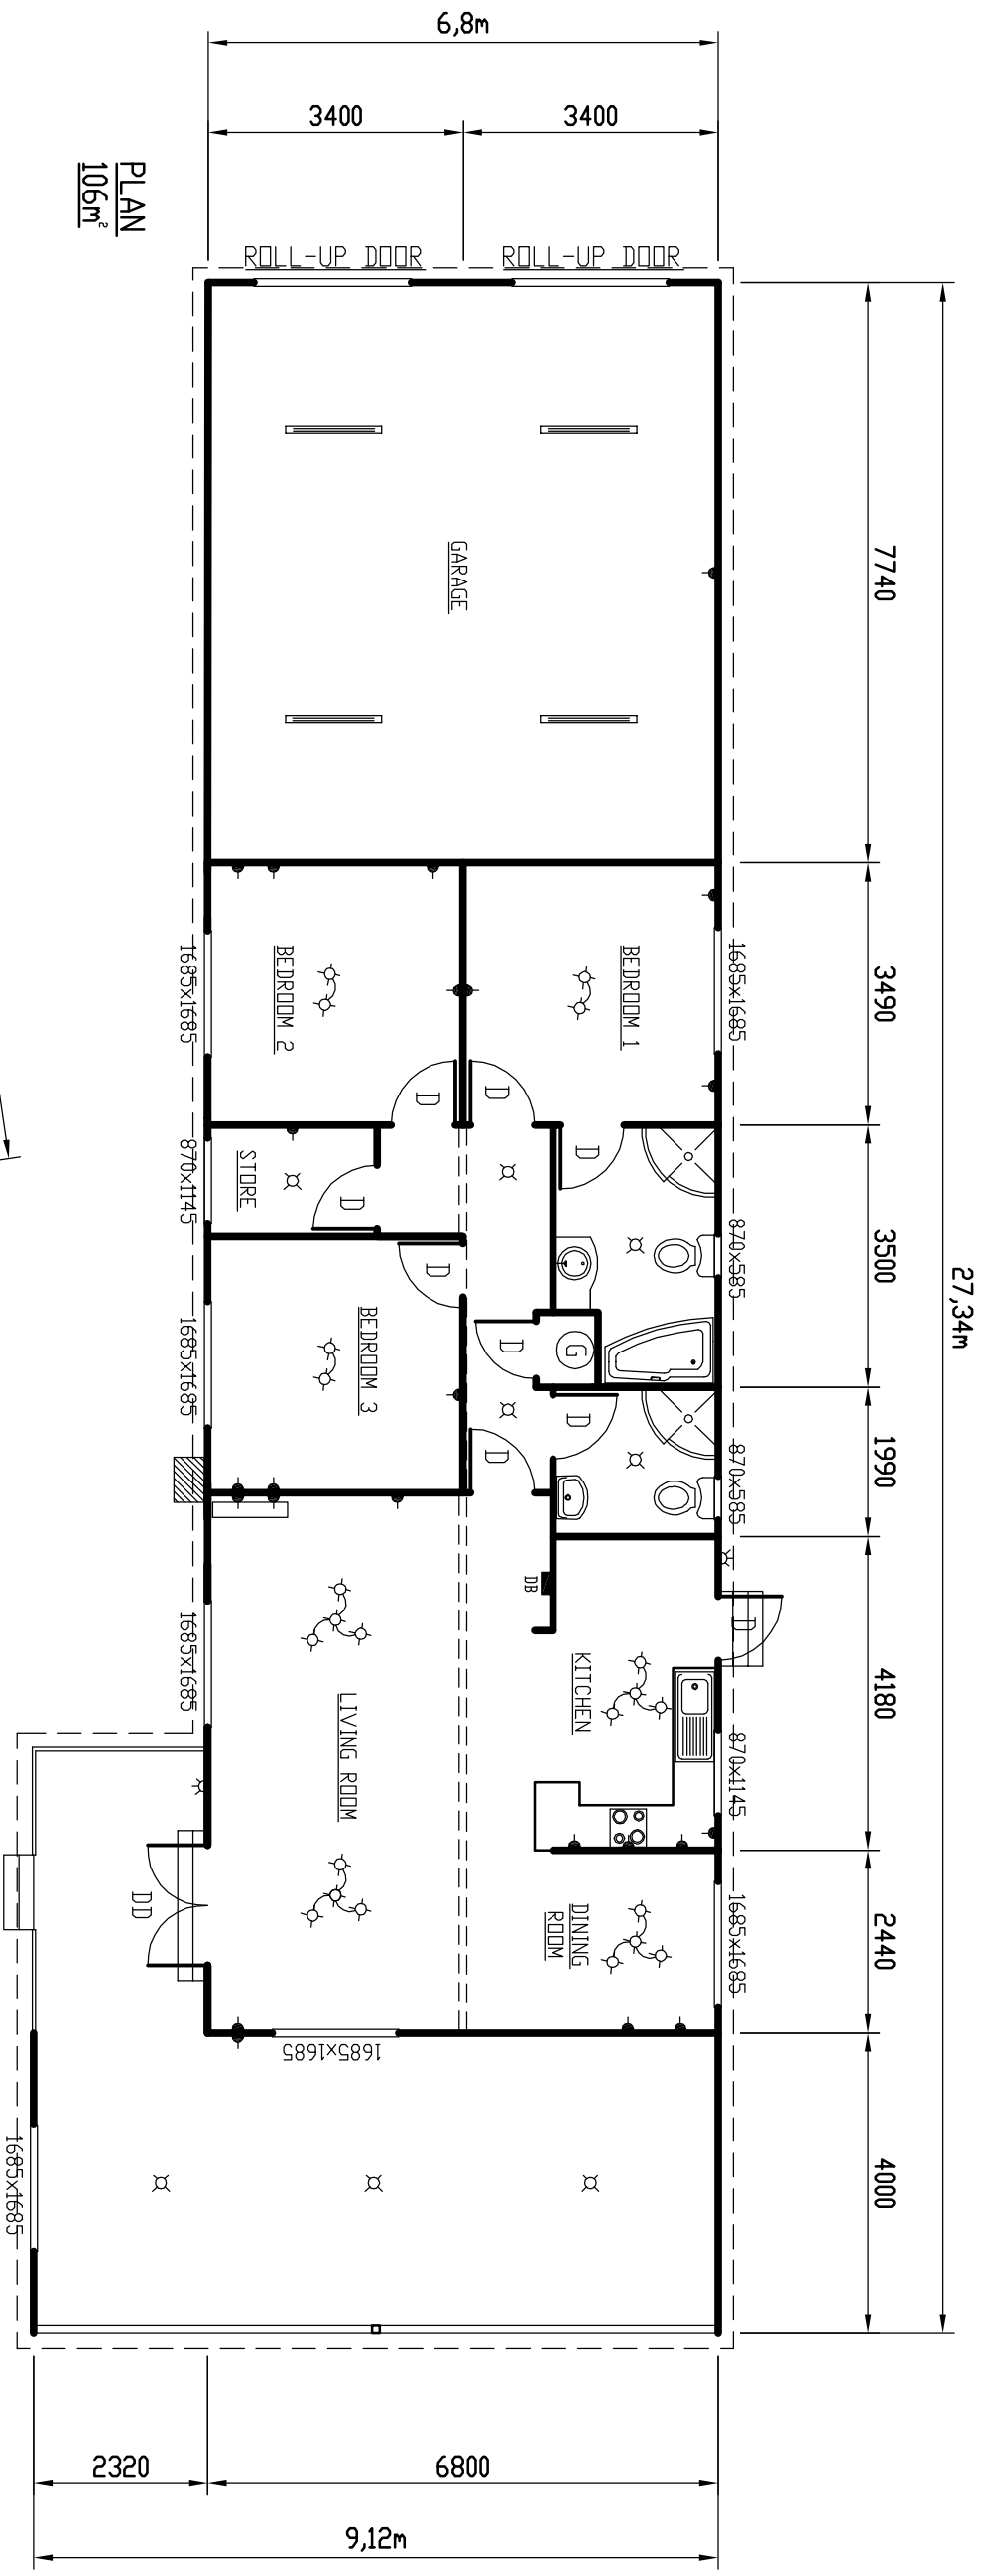 27,34m
7740
3490
3500
1990
4180
2440
4000
6,8m
3400
3400
ROLL-UP DOOR
ROLL-UP DOOR
GARAGE
1685x1685
BEDROOM 1
D
1685x1685
BEDROOM 2
D
870x585
D
870x1145
STORE
D
D
G
D
BEDROOM 3
1685x1685
870x585
D
D
D
DB
KITCHEN
870x1145
1685x1685
LIVING ROOM
DINING
ROOM
1685x1685
DD
1685x1685
1685x1685
6800
2320
9,12m
PLAN
106m²